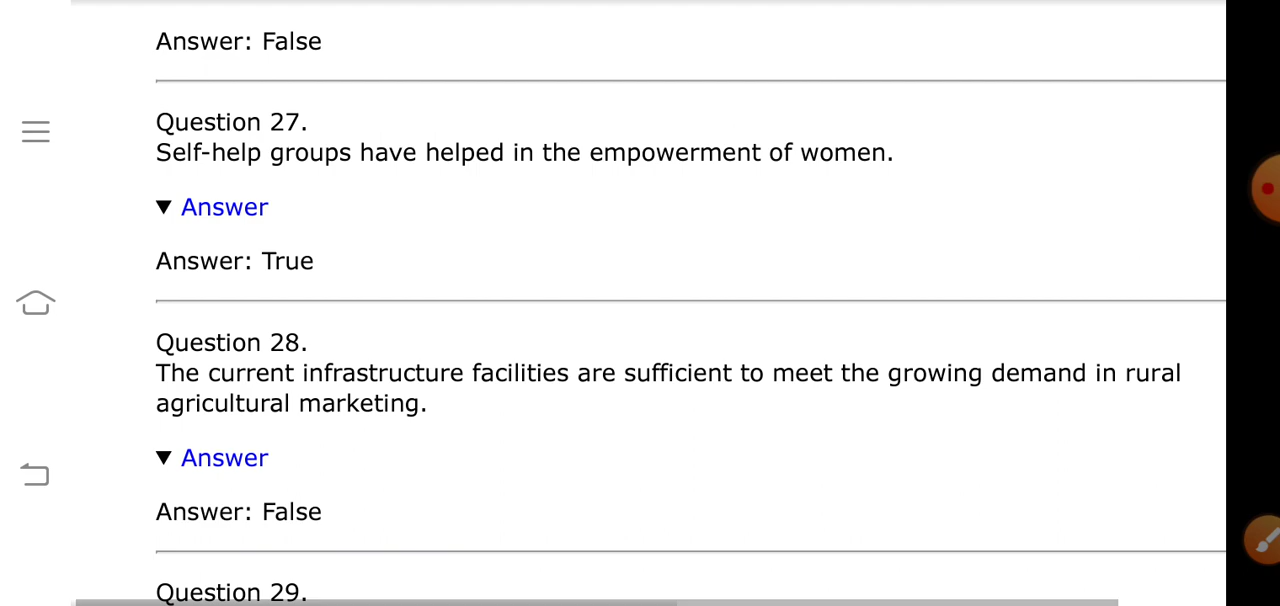 Answer: False
Question 27.
Self-help groups have helped in the empowerment of women.
▼ Answer
Answer: True
Question 28.
The current infrastructure facilities are sufficient to meet the growing demand in rural
agricultural marketing.
▼ Answer
Answer: False
Question 29.